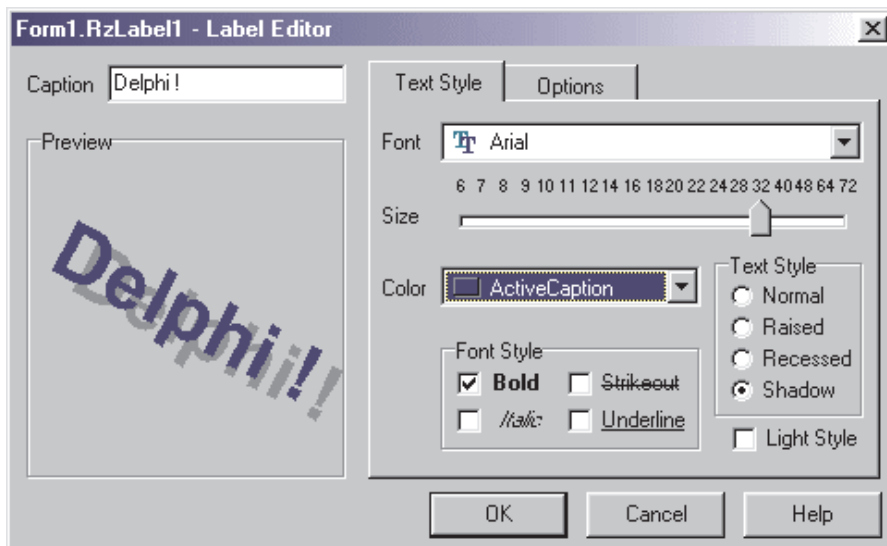 Form1.RzLabel1 - Label Editor
Caption Delphi!
Preview
Delphi!
Text Style Options
Font Arial
6 7 8 9 10 11 12 14 16 18 20 22 24 28 32 40 48 64 72
Size
Color ActiveCaption
Font Style
Bold Strikeout
Italic Underline
Text Style
Normal
Raised
Recessed
Shadow
Light Style
OK Cancel Help